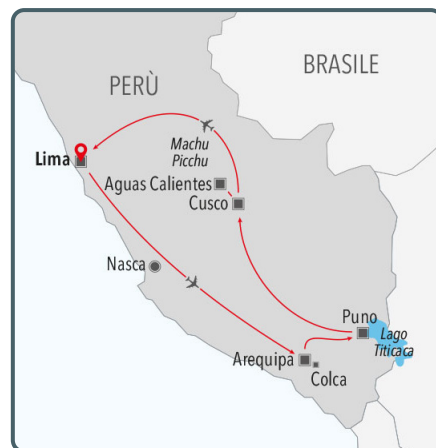 BRASILE
PERÙ
Machu
Picchu
Lima
Aguas Calientes
Cusco
Nasca
Puno
Lago
Titicaca
Arequipa
Colca